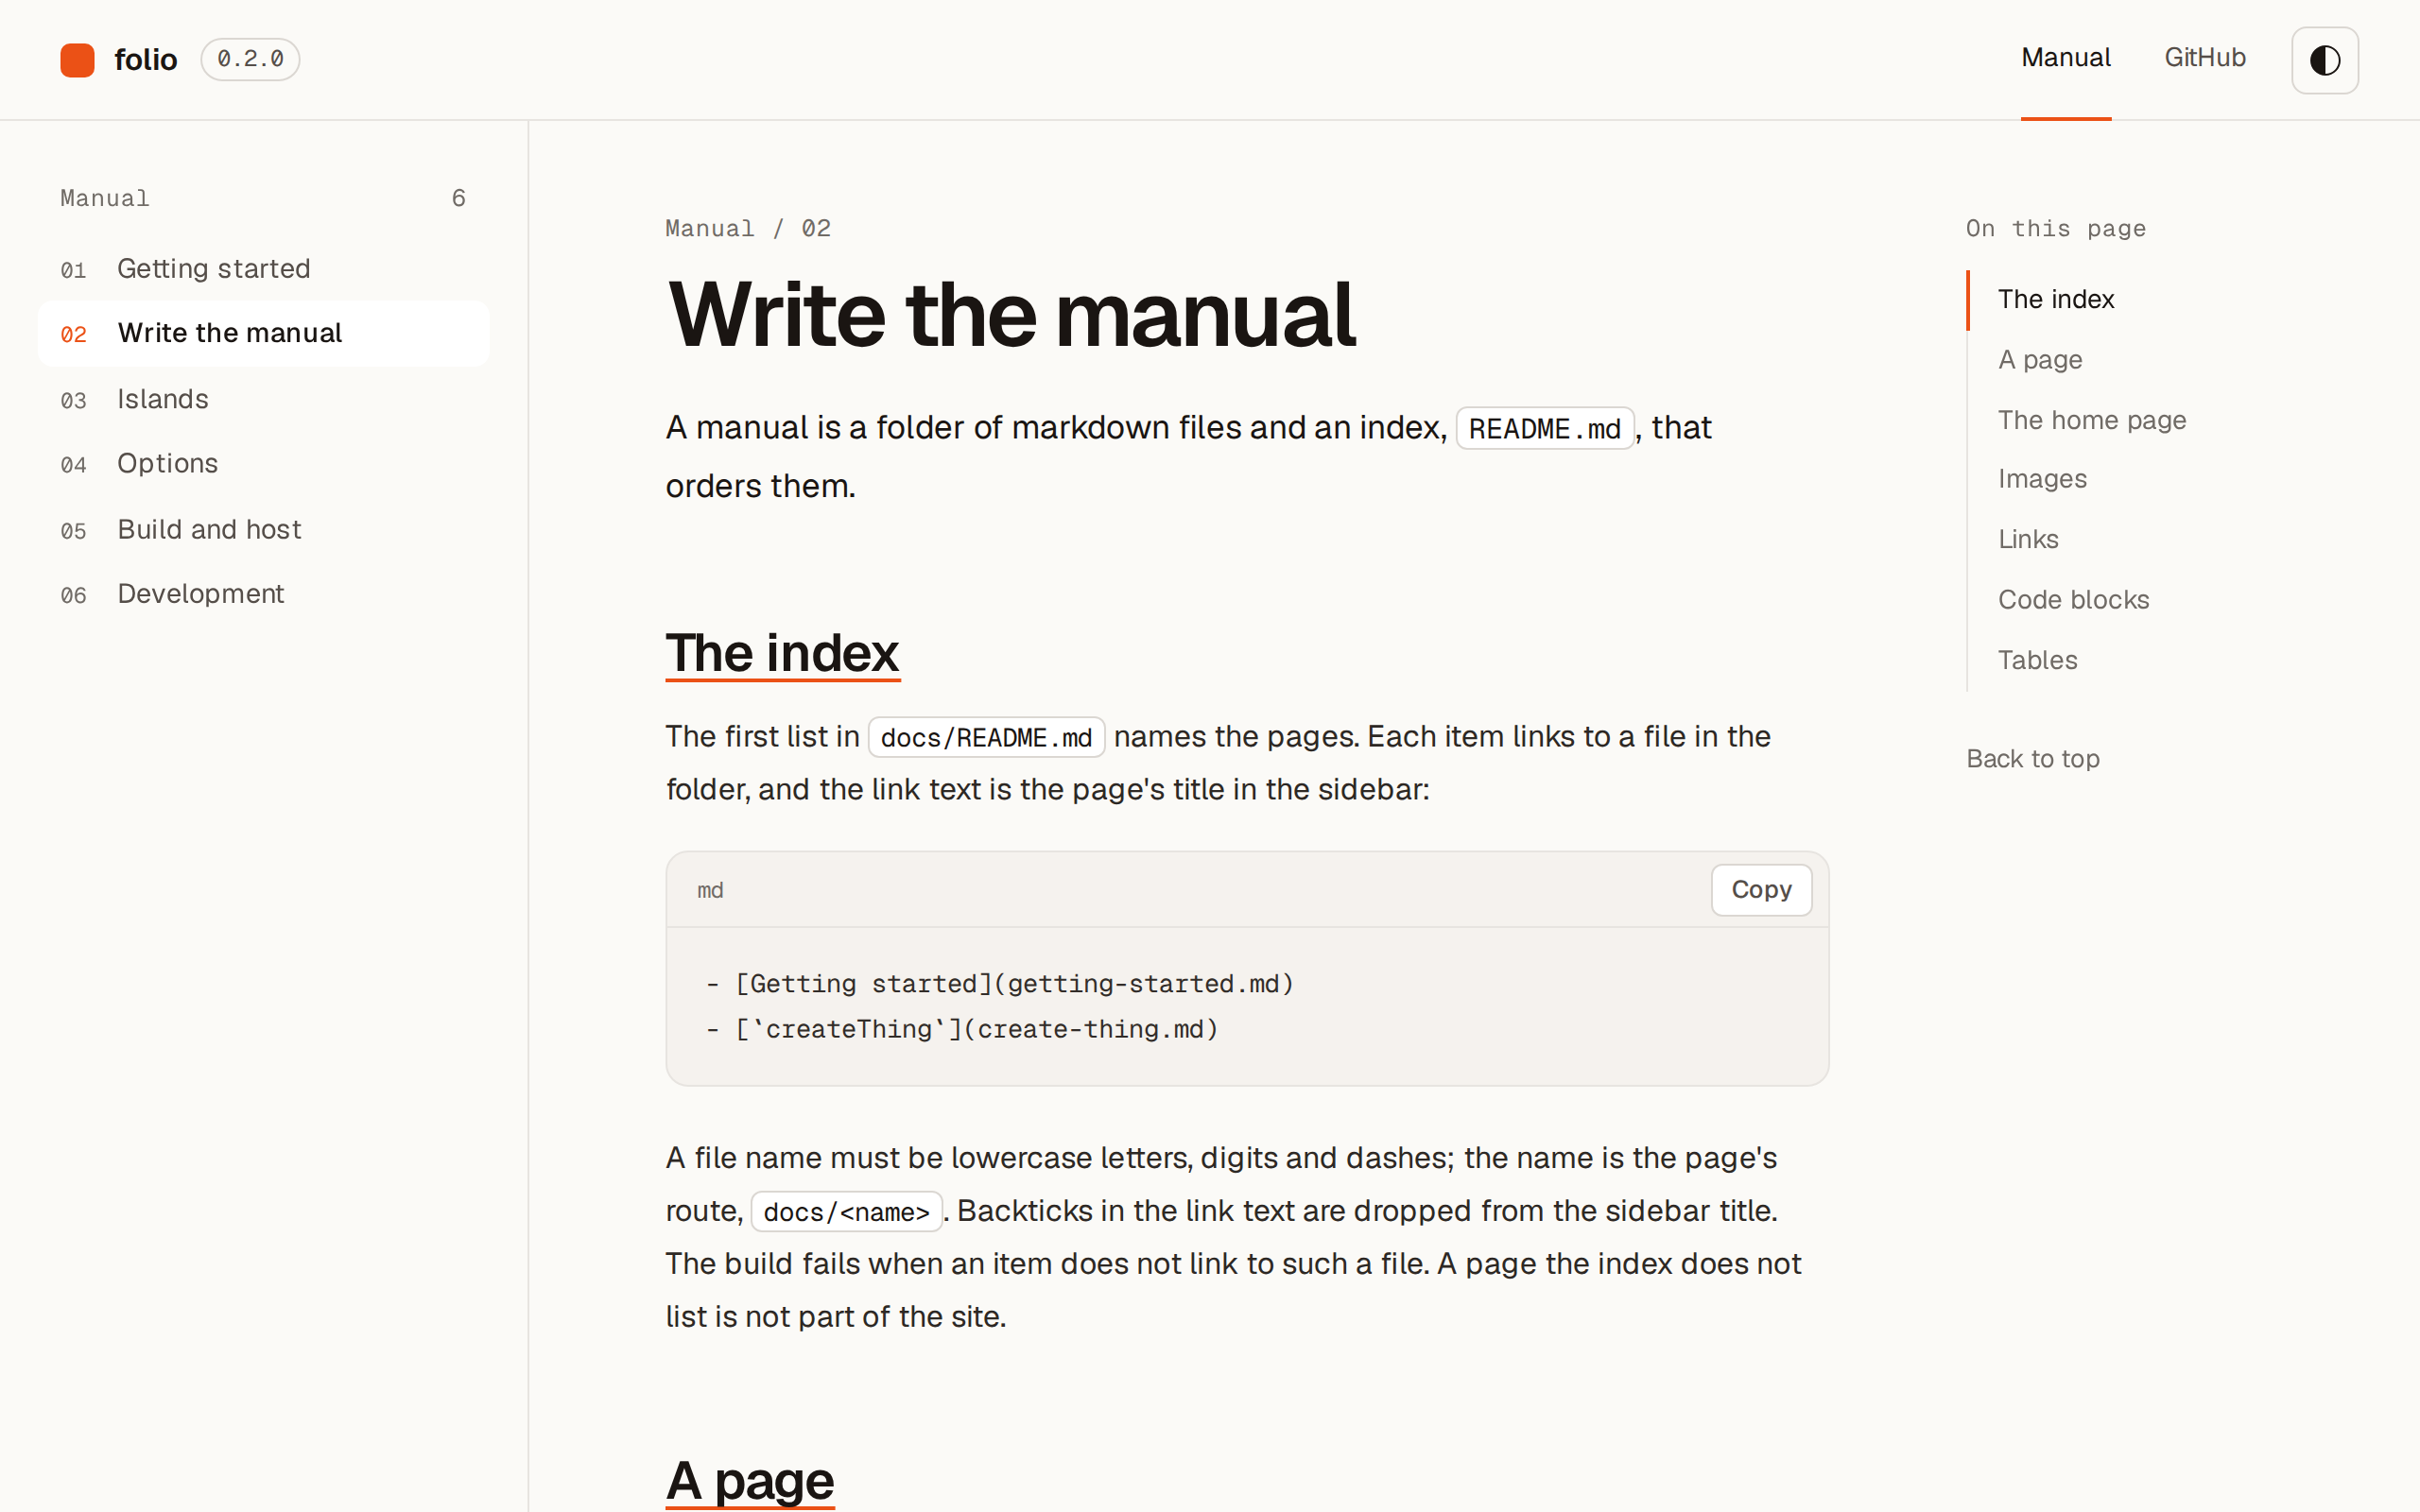 folio 0.2.0
Manual GitHub
Manual 6
01 Getting started
02 Write the manual
03 Islands
04 Options
05 Build and host
06 Development
Manual / 02
Write the manual
A manual is a folder of markdown files and an index, README.md, that
orders them.
The index
The first list in docs/README.md names the pages. Each item links to a file in the
folder, and the link text is the page's title in the sidebar:
md Copy
- [Getting started](getting-started.md)
- [`createThing`](create-thing.md)
A file name must be lowercase letters, digits and dashes; the name is the page's
route, docs/<name>. Backticks in the link text are dropped from the sidebar title.
The build fails when an item does not link to such a file. A page the index does not
list is not part of the site.
A page
On this page
The index
A page
The home page
Images
Links
Code blocks
Tables
Back to top